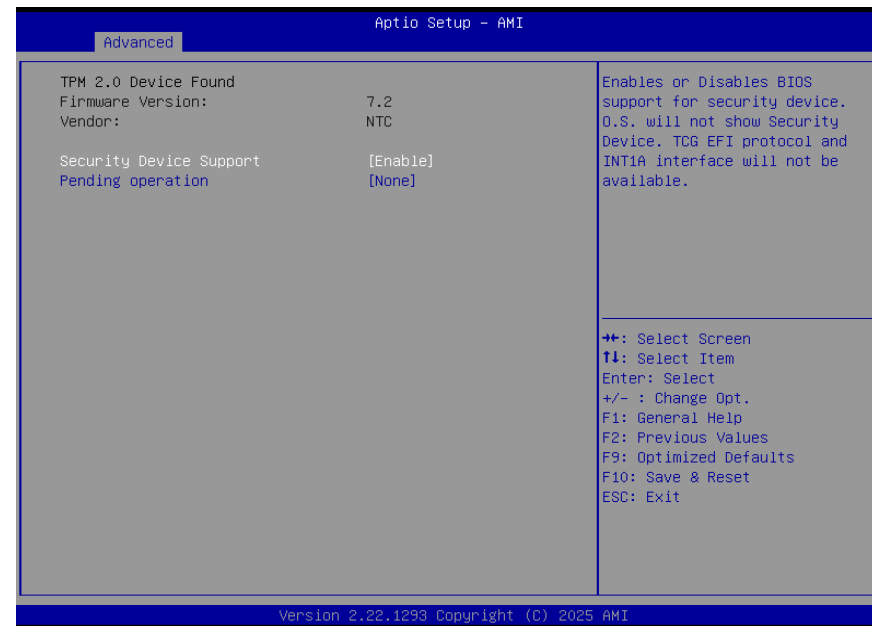 Aptio Setup – AMI
Advanced
TPM 2.0 Device Found
Firmware Version: 7.2
Vendor: NTC
Security Device Support [Enable]
Pending operation [None]
Enables or Disables BIOS
support for security device.
O.S. will not show Security
Device. TCG EFI protocol and
INT1A interface will not be
available.
→←: Select Screen
↑↓: Select Item
Enter: Select
+/- : Change Opt.
F1: General Help
F2: Previous Values
F9: Optimized Defaults
F10: Save & Reset
ESC: Exit
Version 2.22.1293 Copyright (C) 2025 AMI